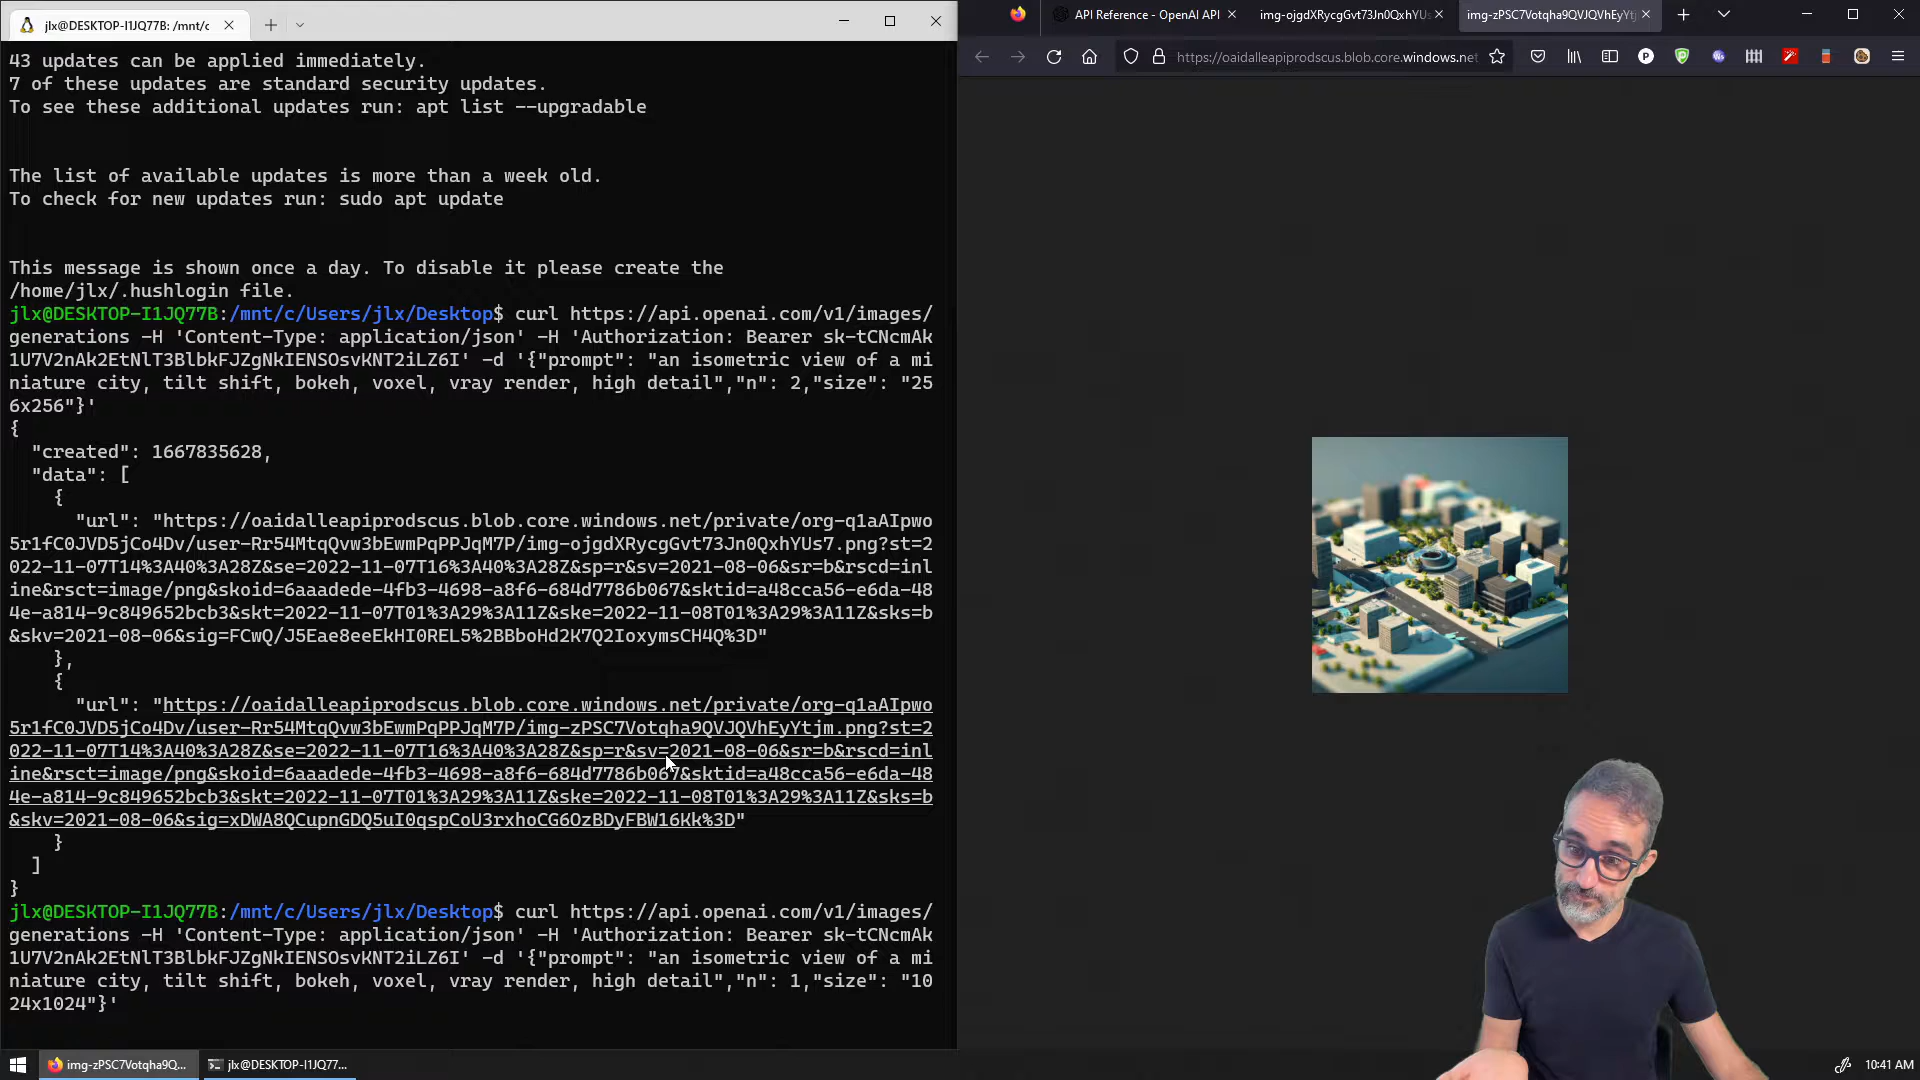 jlx@DESKTOP-I1JQ77B: /mnt/c
API Reference - OpenAI API
img-ojgdXRycgGvt73Jn0QxhYUs
img-zPSC7Votqha9QVJQVhEyYtj
https://oaidalleapiprodscus.blob.core.windows.net
43 updates can be applied immediately.
7 of these updates are standard security updates.
To see these additional updates run: apt list --upgradable
The list of available updates is more than a week old.
To check for new updates run: sudo apt update
This message is shown once a day. To disable it please create the
/home/jlx/.hushlogin file.
jlx@DESKTOP-I1JQ77B:/mnt/c/Users/jlx/Desktop$ curl https://api.openai.com/v1/images/
generations -H 'Content-Type: application/json' -H 'Authorization: Bearer sk-tCNcmAk
1U7V2nAk2EtNlT3BlbkFJZgNkIENSOsvKNT2iLZ6I' -d '{"prompt": "an isometric view of a mi
niature city, tilt shift, bokeh, voxel, vray render, high detail","n": 2,"size": "25
6x256"}'
{
"created": 1667835628,
"data": [
{
"url": "https://oaidalleapiprodscus.blob.core.windows.net/private/org-q1aAIpwo
5r1fC0JVD5jCo4Dv/user-Rr54MtqQvw3bEwmPqPPJqM7P/img-ojgdXRycgGvt73Jn0QxhYUs7.png?st=2
022-11-07T14%3A40%3A28Z&se=2022-11-07T16%3A40%3A28Z&sp=r&sv=2021-08-06&sr=b&rscd=inl
ine&rsct=image/png&skoid=6aaadede-4fb3-4698-a8f6-684d7786b067&sktid=a48cca56-e6da-48
4e-a814-9c849652bcb3&skt=2022-11-07T01%3A29%3A11Z&ske=2022-11-08T01%3A29%3A11Z&sks=b
&skv=2021-08-06&sig=FCwQ/J5Eae8eeEkHI0REL5%2BBboHd2K7Q2IoxymsCH4Q%3D"
},
{
"url": "https://oaidalleapiprodscus.blob.core.windows.net/private/org-q1aAIpwo
5r1fC0JVD5jCo4Dv/user-Rr54MtqQvw3bEwmPqPPJqM7P/img-zPSC7Votqha9QVJQVhEyYtjm.png?st=2
022-11-07T14%3A40%3A28Z&se=2022-11-07T16%3A40%3A28Z&sp=r&sv=2021-08-06&sr=b&rscd=inl
ine&rsct=image/png&skoid=6aaadede-4fb3-4698-a8f6-684d7786b067&sktid=a48cca56-e6da-48
4e-a814-9c849652bcb3&skt=2022-11-07T01%3A29%3A11Z&ske=2022-11-08T01%3A29%3A11Z&sks=b
&skv=2021-08-06&sig=xDWA8QCupnGDQ5uI0qspCoU3rxhoCG6OzBDyFBW16Kk%3D"
}
]
}
jlx@DESKTOP-I1JQ77B:/mnt/c/Users/jlx/Desktop$ curl https://api.openai.com/v1/images/
generations -H 'Content-Type: application/json' -H 'Authorization: Bearer sk-tCNcmAk
1U7V2nAk2EtNlT3BlbkFJZgNkIENSOsvKNT2iLZ6I' -d '{"prompt": "an isometric view of a mi
niature city, tilt shift, bokeh, voxel, vray render, high detail","n": 1,"size": "10
24x1024"}'
img-zPSC7Votqha9Q...
jlx@DESKTOP-I1JQ77...
10:41 AM